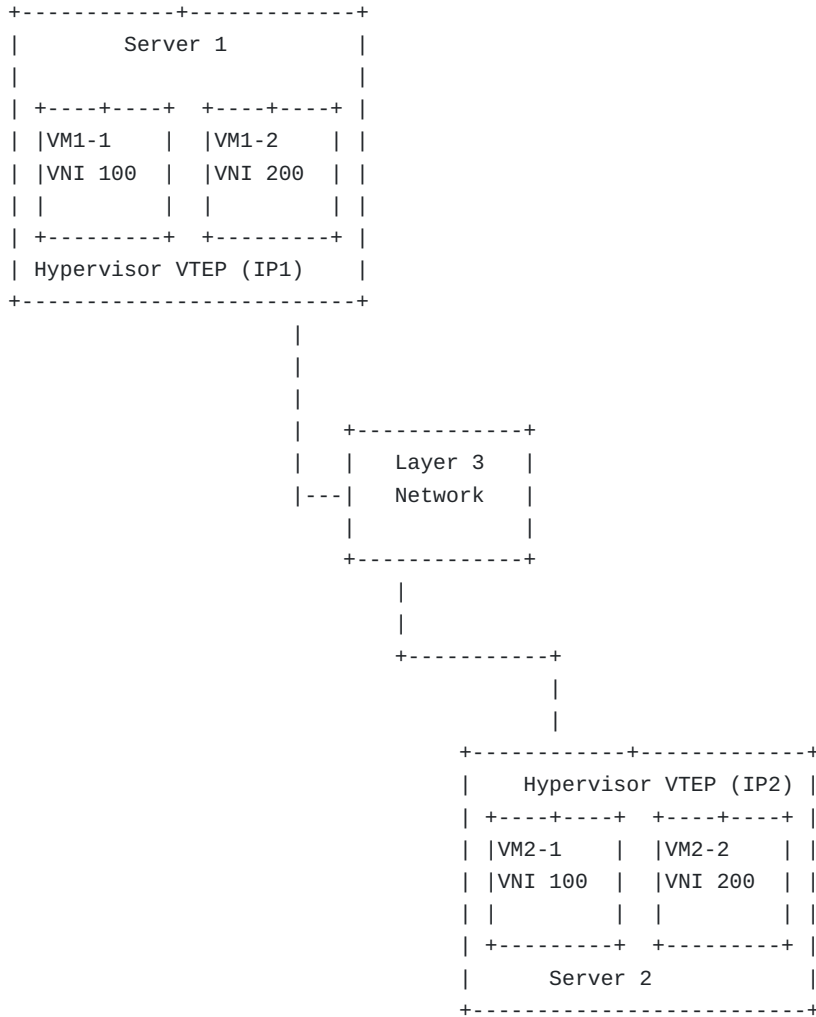 Server 1
VM1-1 VM1-2
VNI 100 VNI 200
Hypervisor VTEP (IP1)
Layer 3
Network
Hypervisor VTEP (IP2)
VM2-1 VM2-2
VNI 100 VNI 200
Server 2